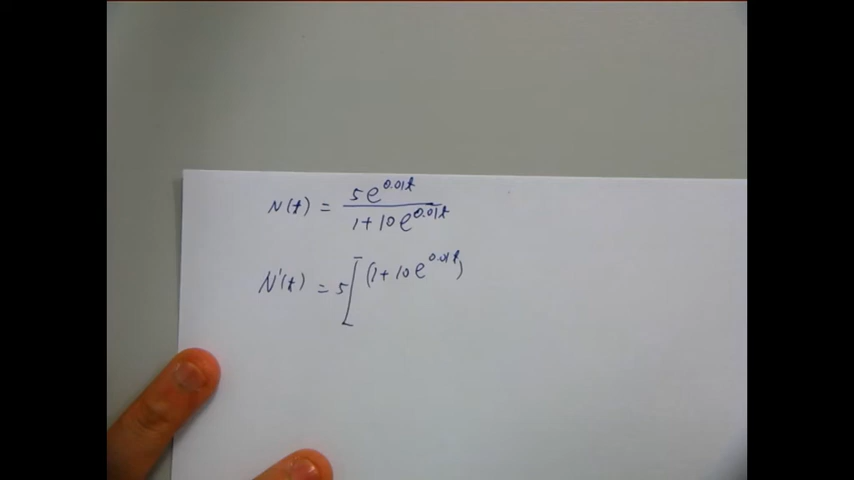 N(t) = 5e^0.01t / 1+10e^0.01t
N'(t) = 5[(1+10e^0.01t)